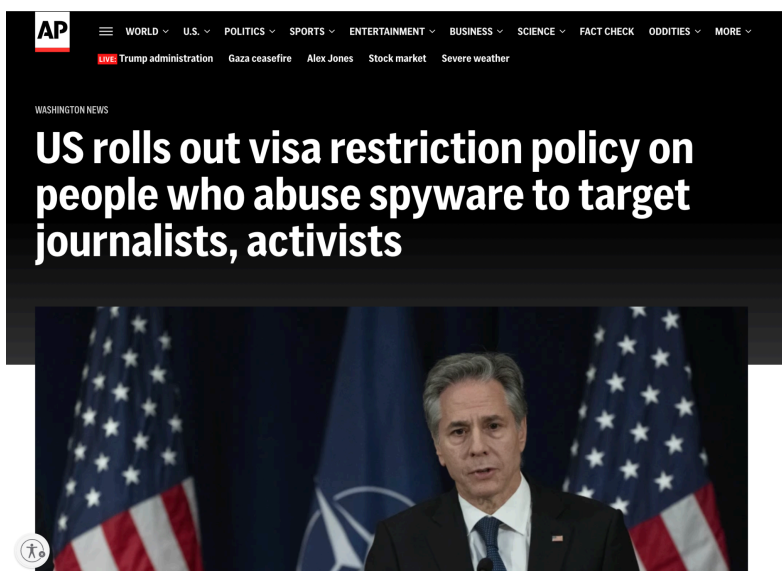 AP
WORLD U.S. POLITICS SPORTS ENTERTAINMENT BUSINESS SCIENCE FACT CHECK ODDITIES MORE
LIVE: Trump administration Gaza ceasefire Alex Jones Stock market Severe weather
WASHINGTON NEWS
US rolls out visa restriction policy on
people who abuse spyware to target
journalists, activists